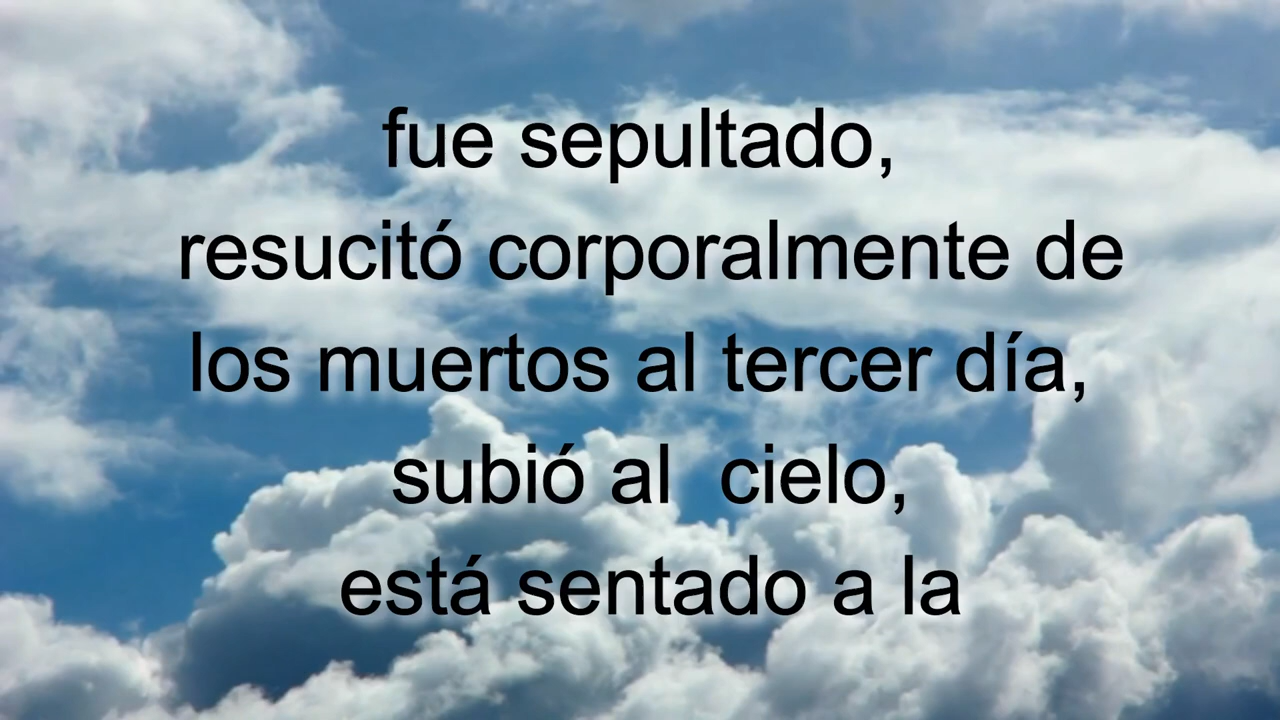 fue sepultado,
resucitó corporalmente de
los muertos al tercer día,
subió al  cielo,
está sentado a la